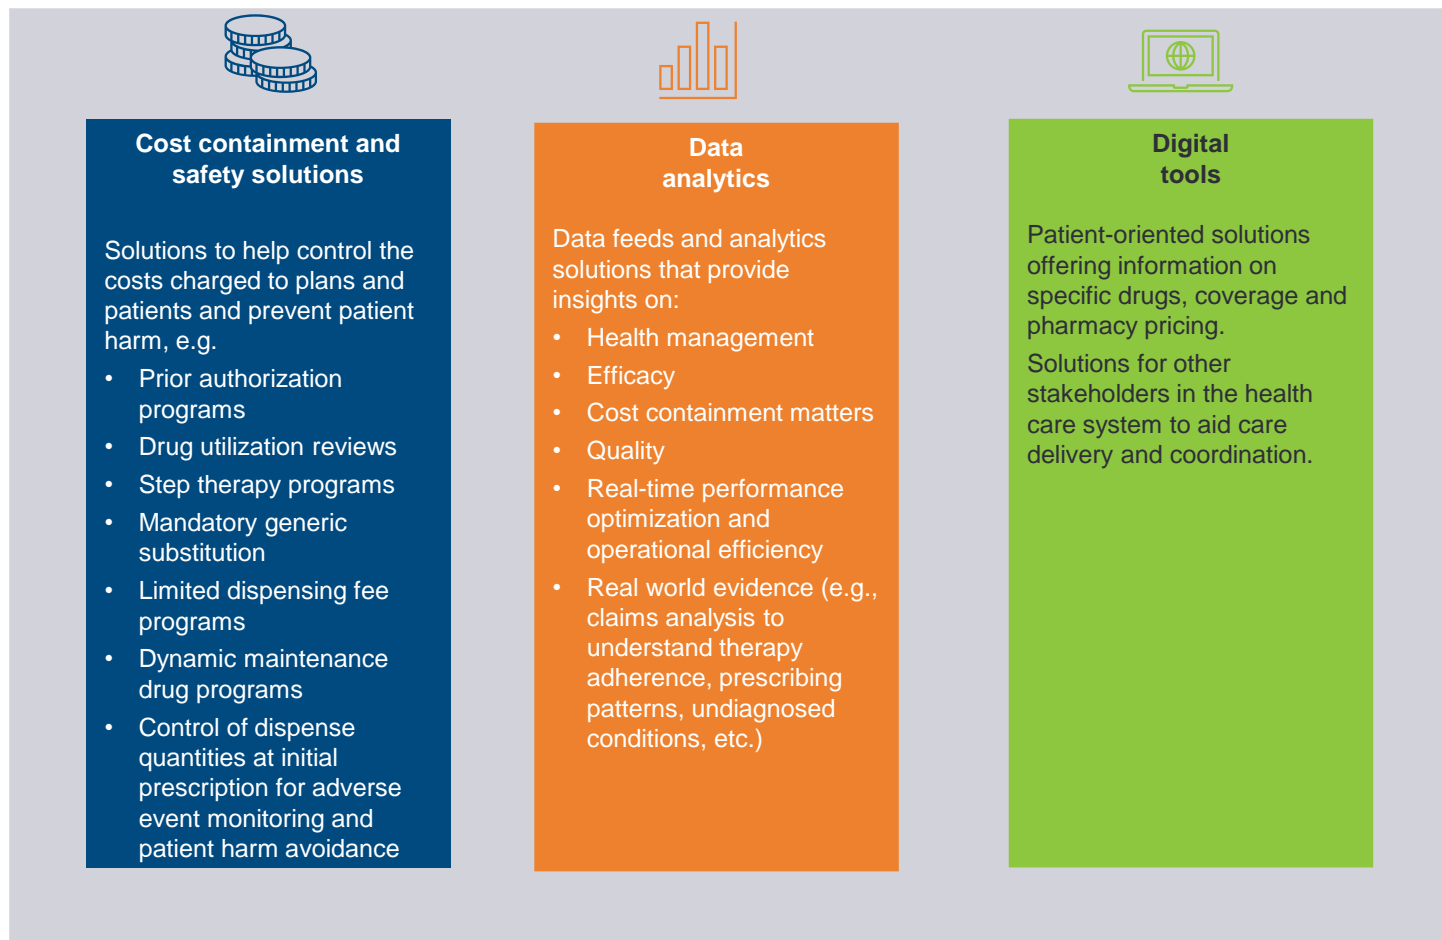 Cost containment and
safety solutions
Solutions to help control the
costs charged to plans and
patients and prevent patient
harm, e.g.
• Prior authorization
programs
• Drug utilization reviews
• Step therapy programs
• Mandatory generic
substitution
• Limited dispensing fee
programs
• Dynamic maintenance
drug programs
• Control of dispense
quantities at initial
prescription for adverse
event monitoring and
patient harm avoidance
Data
analytics
Data feeds and analytics
solutions that provide
insights on:
• Health management
• Efficacy
• Cost containment matters
• Quality
• Real-time performance
optimization and
operational efficiency
• Real world evidence (e.g.,
claims analysis to
understand therapy
adherence, prescribing
patterns, undiagnosed
conditions, etc.)
Digital
tools
Patient-oriented solutions
offering information on
specific drugs, coverage and
pharmacy pricing.
Solutions for other
stakeholders in the health
care system to aid care
delivery and coordination.